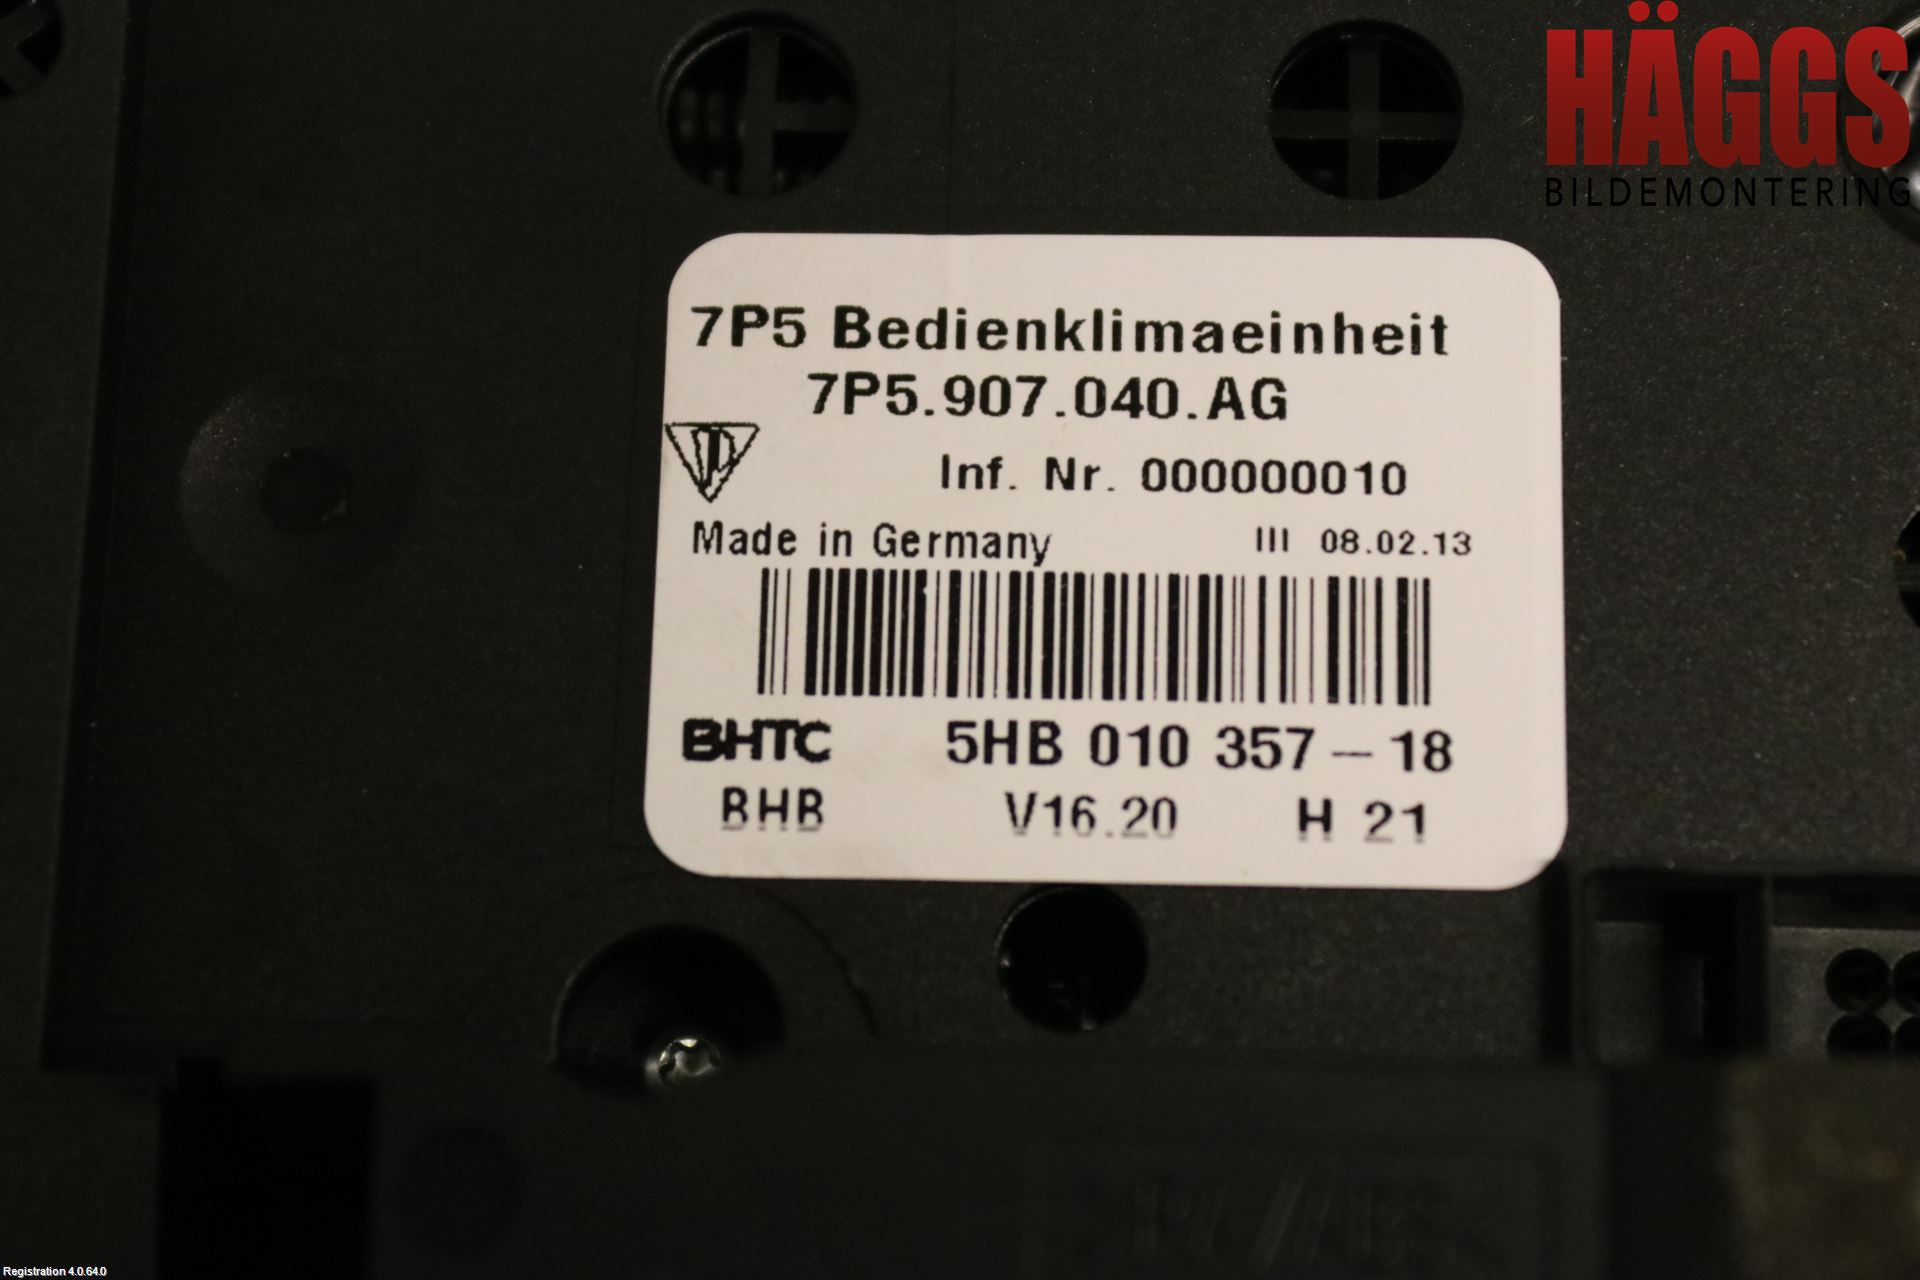 HÄGGS
BILDEMONTERING
7P5 Bedienklimaeinheit
7P5.907.040.AG
Inf. Nr. 000000010
Made in Germany III 08.02.13
BHTC 5HB 010 357-18
BHB V16.20 H 21
Registration 4.0.64.0